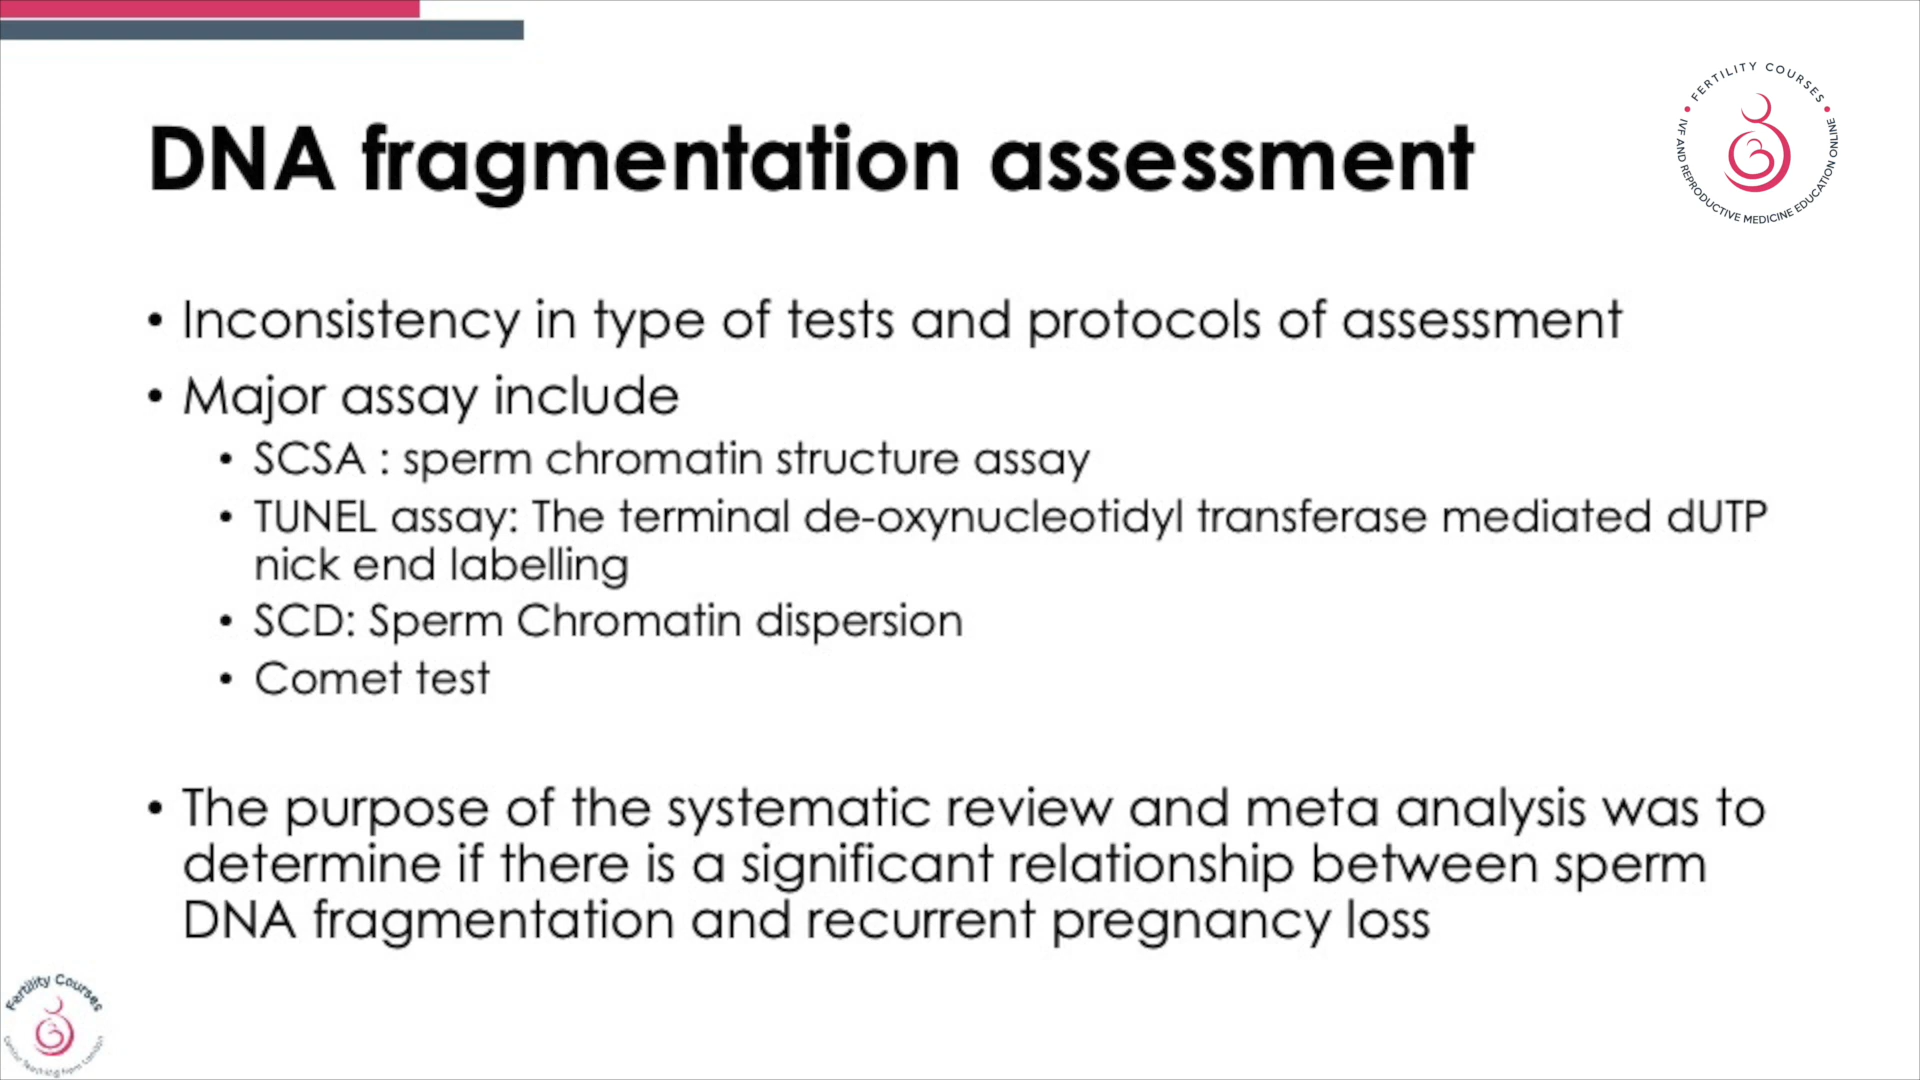 DNA fragmentation assessment
FERTILITY COURSES
IVF AND REPRODUCTIVE MEDICINE EDUCATION ONLINE
• Inconsistency in type of tests and protocols of assessment
• Major assay include
• SCSA : sperm chromatin structure assay
• TUNEL assay: The terminal de-oxynucleotidyl transferase mediated dUTP
nick end labelling
• SCD: Sperm Chromatin dispersion
• Comet test
• The purpose of the systematic review and meta analysis was to
determine if there is a significant relationship between sperm
DNA fragmentation and recurrent pregnancy loss
Fertility Courses